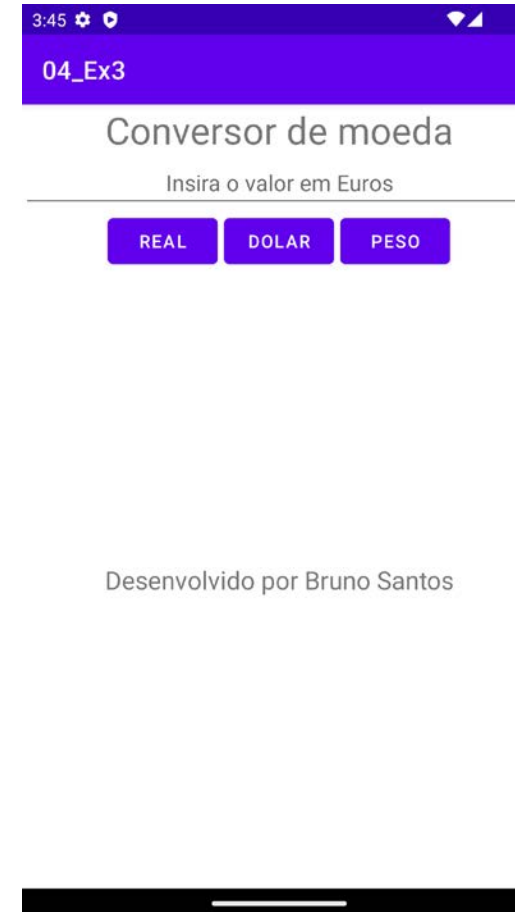 3:45
04_Ex3
Conversor de moeda
Insira o valor em Euros
REAL DOLAR PESO
Desenvolvido por Bruno Santos